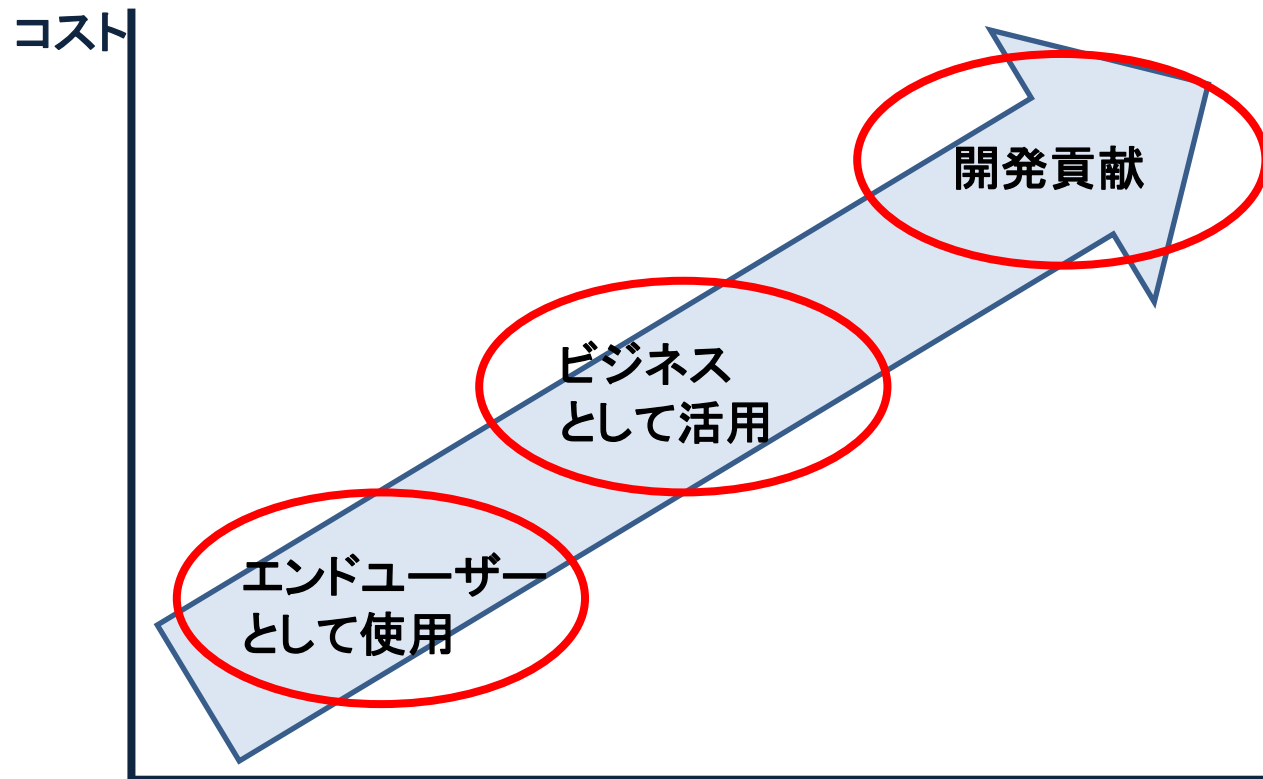 コスト
開発貢献
ビジネス
として活用
エンドユーザー
として使用